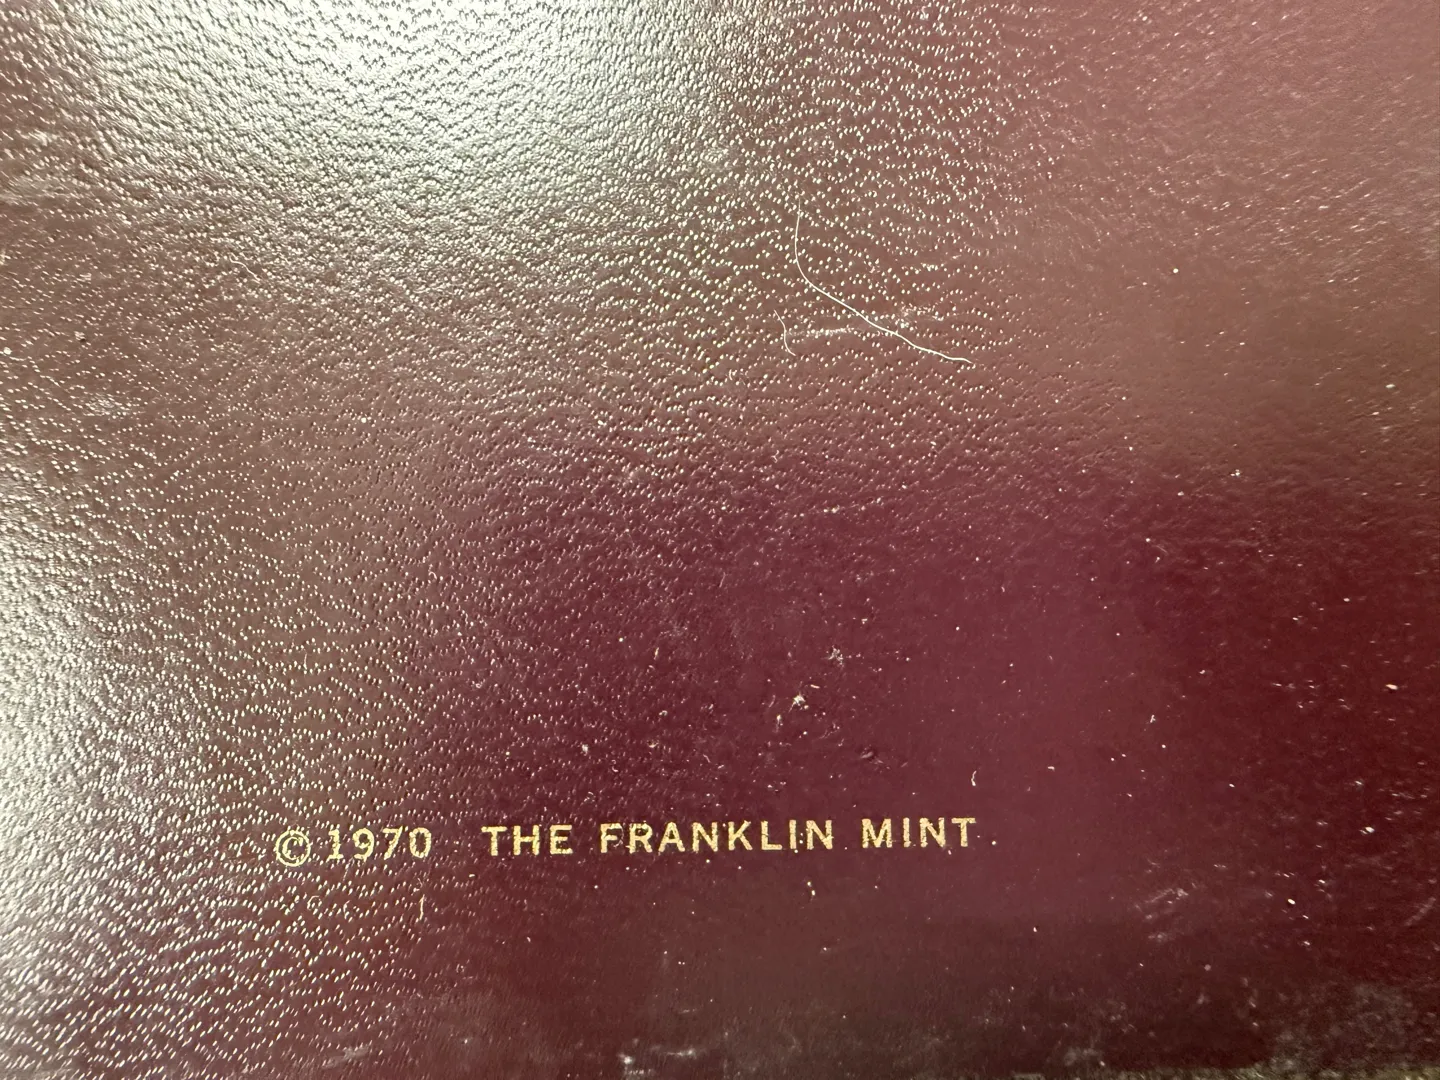 © 1970 THE FRANKLIN MINT